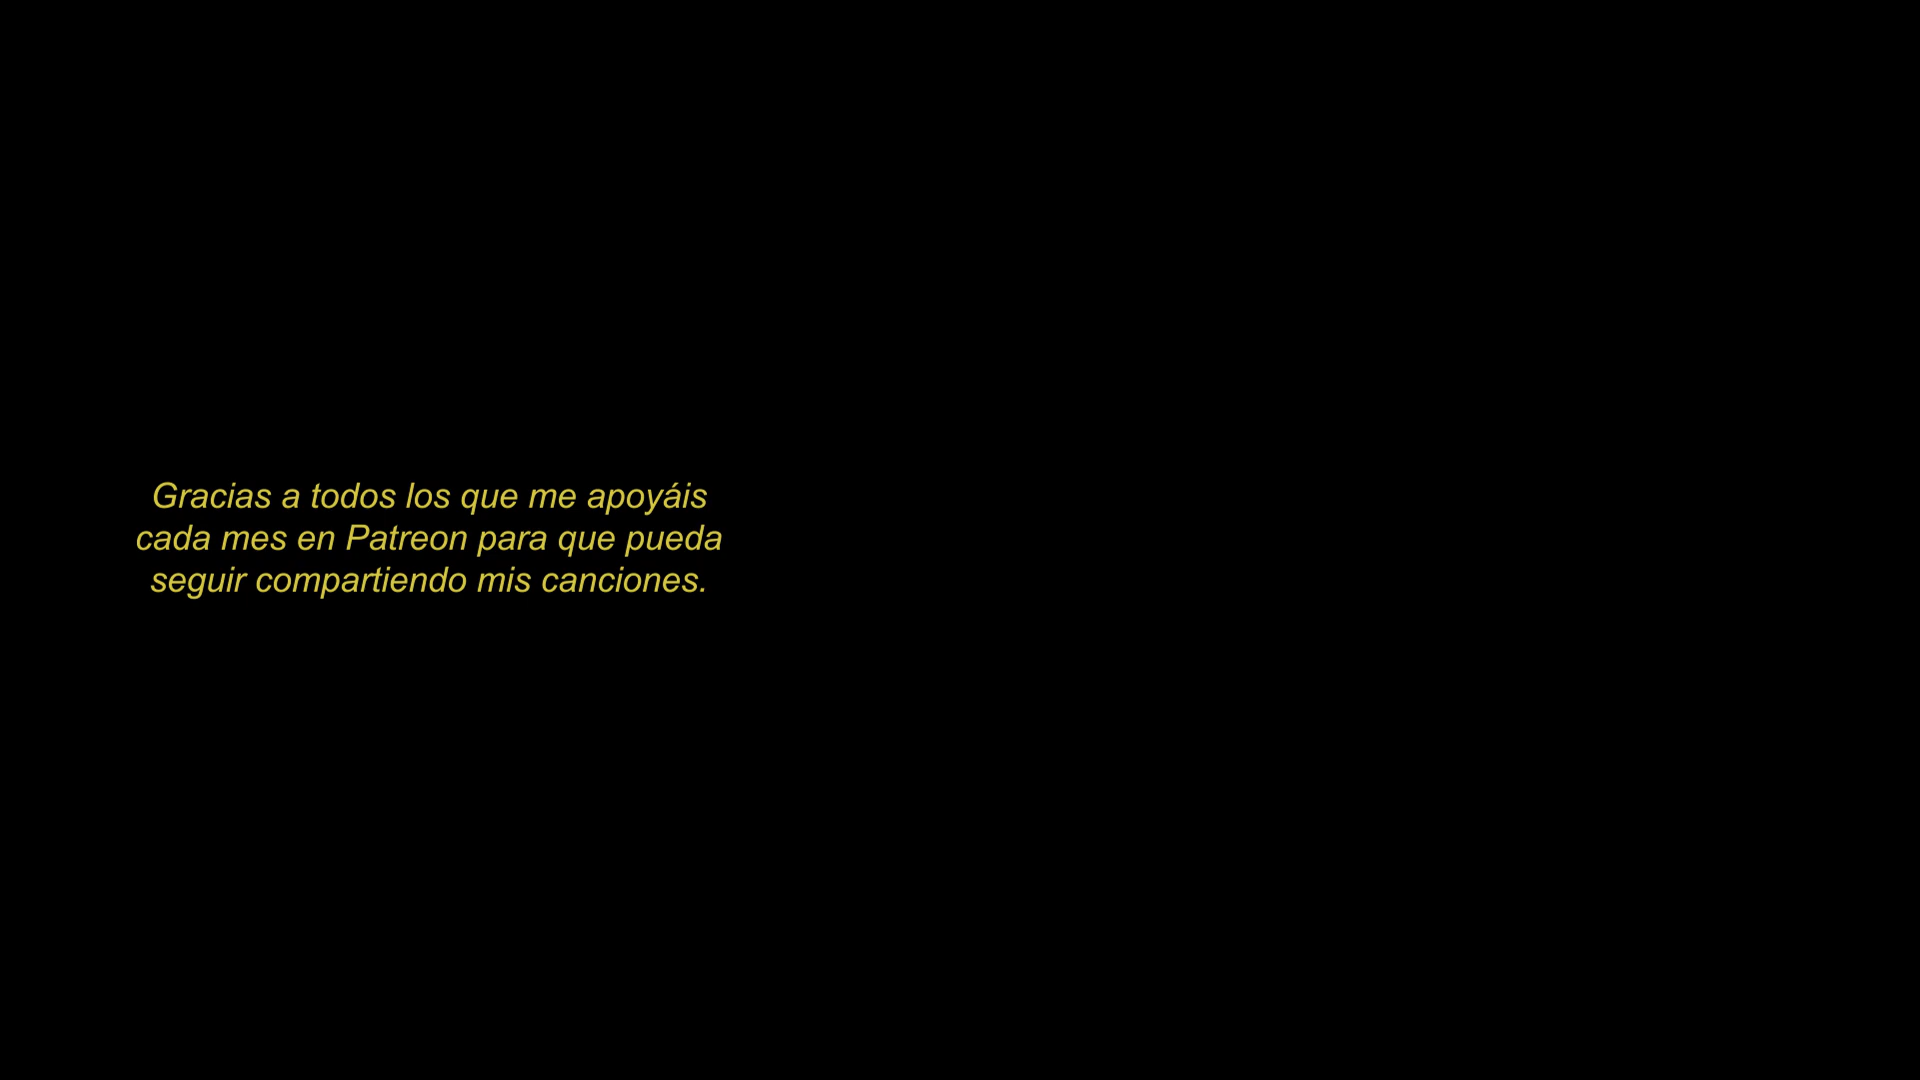 Gracias a todos los que me apoyáis
cada mes en Patreon para que pueda
seguir compartiendo mis canciones.